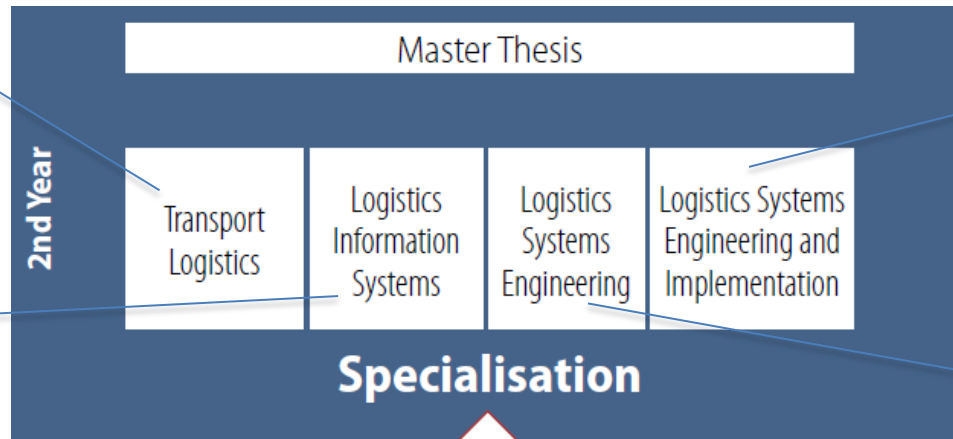 Master Thesis
2nd Year
Transport
Logistics
Logistics
Information
Systems
Logistics
Systems
Engineering
Logistics Systems
Engineering and
Implementation
Specialisation